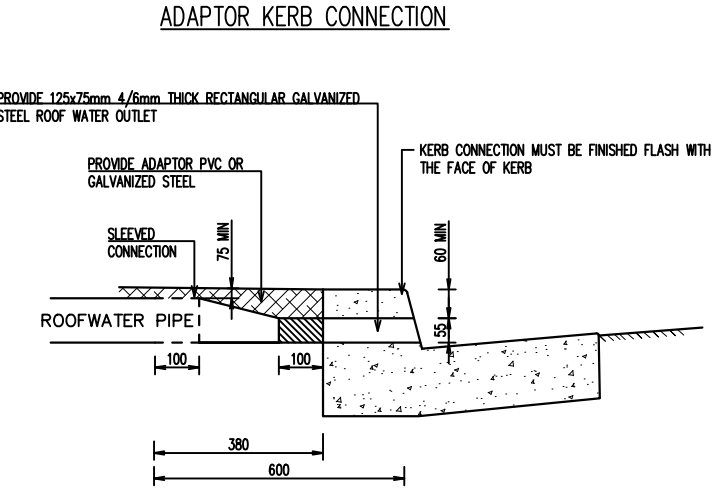 ADAPTOR KERB CONNECTION
PROVIDE 125x75mm 4/6mm THICK RECTANGULAR GALVANIZED
STEEL ROOF WATER OUTLET
KERB CONNECTION MUST BE FINISHED FLASH WITH
THE FACE OF KERB
PROVIDE ADAPTOR PVC OR
GALVANIZED STEEL
SLEEVED
CONNECTION
75 MIN
60 MIN
ROOFWATER PIPE
55
100
100
380
600